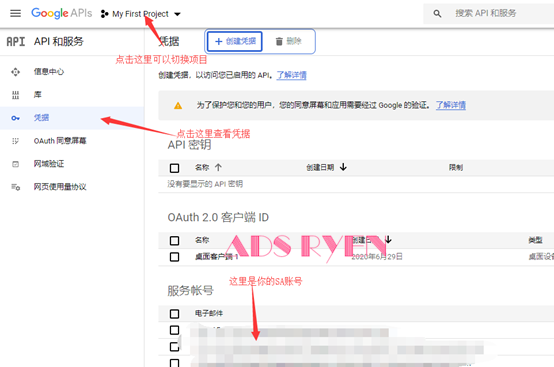 Google APIs My First Project 搜索 API 和服务
API API 和服务 凭据 + 创建凭据 删除
点击这里可以切换项目
信息中心
创建凭据，以访问您已启用的 API。了解详情
库
为了保护您和您的用户，您的同意屏幕和应用需要经过 Google 的验证。 了解详情
凭据
点击这里查看凭据
OAuth 同意屏幕
API 密钥
网域验证
名称 创建日期 限制
网页使用量协议
没有要显示的 API 密钥
OAuth 2.0 客户端 ID
ADS RYEN
名称 创建日期 类型
桌面客户端 1 2020年6月29日 桌面设备
这里是你的SA账号
服务帐号
电子邮件